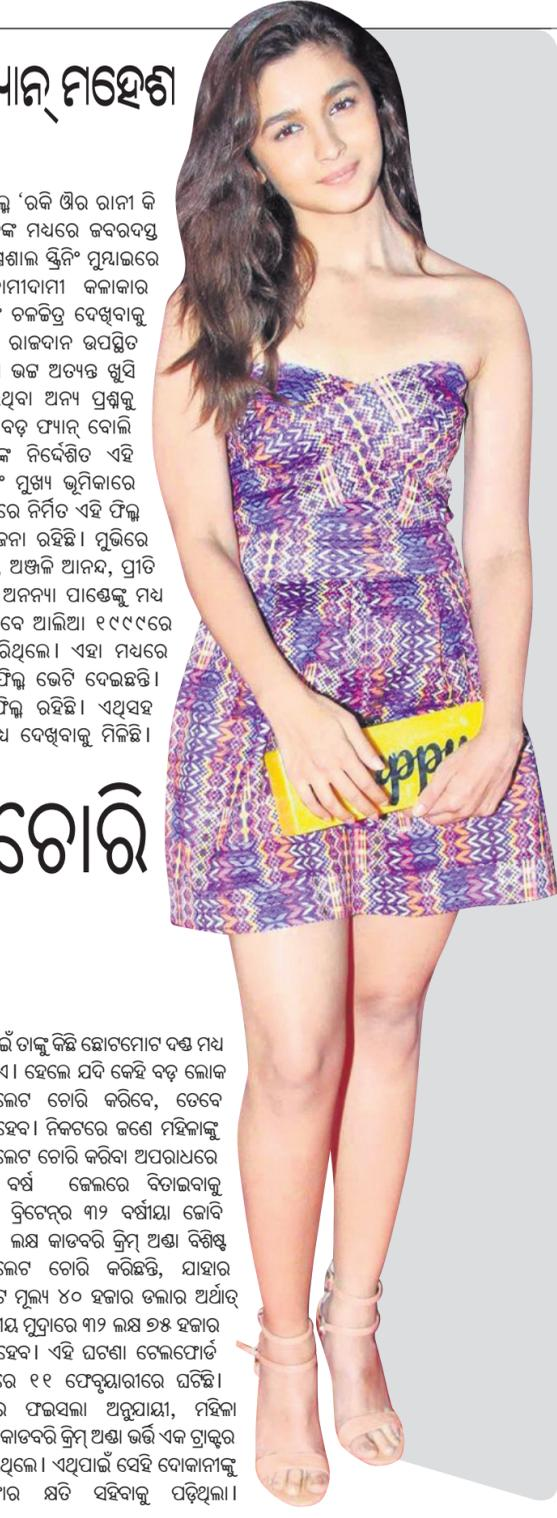 ମହେଶ
‘ରକି ଔର ରାନୀ କି
ମଧ୍ୟରେ ଜବରଦସ୍ତ
ସ୍କ୍ରିନିଂ ମୁମ୍ବାଇରେ
କଳାକାର
ଚଳଚ୍ଚିତ୍ର ଦେଖିବାକୁ
ରାଜଦାନ ଉପସ୍ଥିତ
ଭଟ୍ଟ ଅତ୍ୟନ୍ତ ଖୁସି
ଅନ୍ୟ ପ୍ରଶ୍ନକୁ
ବଡ଼ ଫ୍ୟାନ୍ ବୋଲି
ନିର୍ଦ୍ଦେଶିତ ଏହି
ମୁଖ୍ୟ ଭୂମିକାରେ
ନିର୍ମିତ ଏହି ଫିଲ୍ମ
ରହିଛି। ମୁଭିରେ
ଅଞ୍ଜଳି ଆନନ୍ଦ, ପ୍ରୀତି
ଅନନ୍ୟା ପାଣ୍ଡେଙ୍କୁ ମଧ୍ୟ
ଆଲିଆ ୧୯୯୯ରେ
ଏହା ମଧ୍ୟରେ
ଭେଟି ଦେଇଛନ୍ତି।
ରହିଛି। ଏଥିସହ
ଦେଖିବାକୁ ମିଳିଛି।
ଚୋରି
ତାଙ୍କୁ କିଛି ଛୋଟମୋଟ ଦଣ୍ଡ ମଧ୍ୟ
ହେଲେ ଯଦି କେହି ବଡ଼ ଲୋକ
ଚୋରି କରିବେ, ତେବେ
ନିକଟରେ ଜଣେ ମହିଳାଙ୍କୁ
ଚୋରି କରିବା ଅପରାଧରେ
ବର୍ଷ ଜେଲରେ ବିତାଇବାକୁ
ବ୍ରିଟେନ୍‌ର ୩୨ ବର୍ଷୀୟା ଜୋବି
ଲକ୍ଷ କାଡବରି କ୍ରିମ୍ ଅଣ୍ଡା ବିଶିଷ୍ଟ
ଚୋରି କରିଛନ୍ତି, ଯାହାର
ମୂଲ୍ୟ ୪୦ ହଜାର ଡଲାର ଅର୍ଥାତ୍
ମୁଦ୍ରାରେ ୩୨ ଲକ୍ଷ ୭୫ ହଜାର
ଏହି ଘଟଣା ଟେଲଫୋର୍ଡ
୧୧ ଫେବୃୟାରୀରେ ଘଟିଛି।
ଫଇସଲା ଅନୁଯାୟୀ, ମହିଳା
କାଡବରି କ୍ରିମ୍ ଅଣ୍ଡା ଭର୍ତ୍ତି ଏକ ଟ୍ରାକ୍ଟର
ଏଥିପାଇଁ ସେହି ଦୋକାନୀଙ୍କୁ
କ୍ଷତି ସହିବାକୁ ପଡ଼ିଥିଲା।